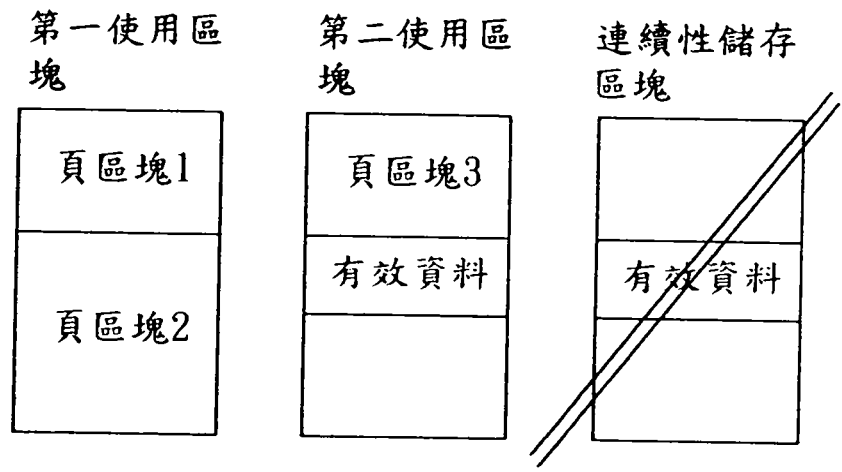 第一使用區
塊
第二使用區
塊
連續性儲存
區塊
頁區塊1
頁區塊2
頁區塊3
有效資料
有效資料